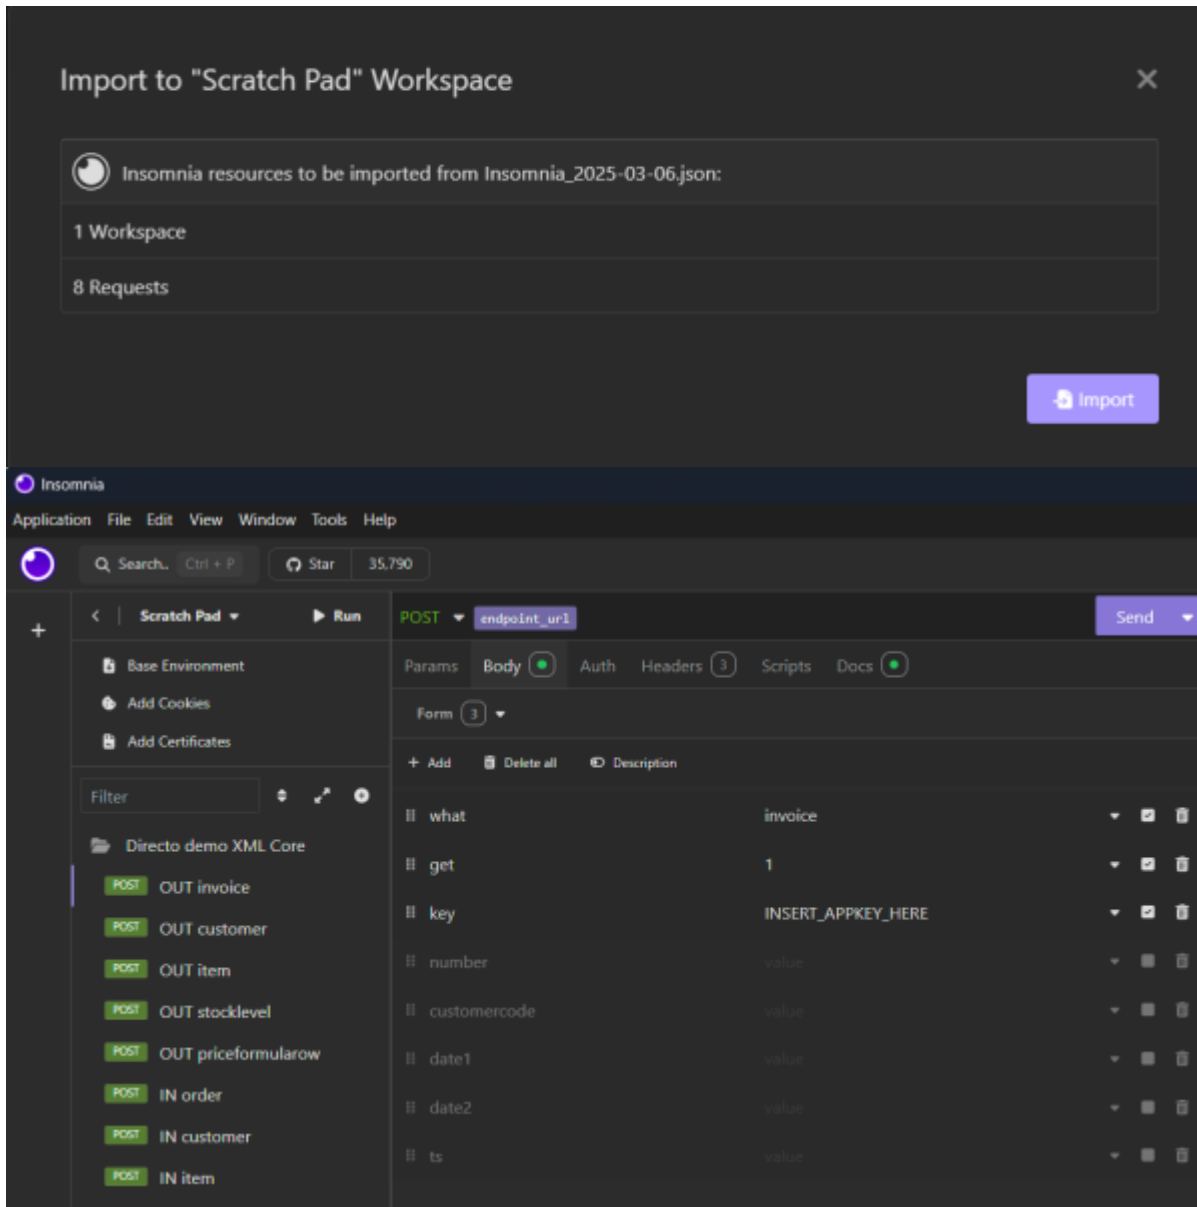 Import to "Scratch Pad" Workspace
Insomnia resources to be imported from Insomnia_2025-03-06.json:
1 Workspace
8 Requests
Import
Insomnia
Application File Edit View Window Tools Help
Search.. Ctrl + P Star 35,790
Scratch Pad Run
POST endpoint_url Send
Base Environment
Add Cookies
Add Certificates
Params Body Auth Headers 3 Scripts Docs
Form 3
+ Add Delete all Description
Filter
Directo demo XML Core
POST OUT invoice
POST OUT customer
POST OUT item
POST OUT stocklevel
POST OUT priceformularow
POST IN order
POST IN customer
POST IN item
what invoice
get 1
key INSERT_APPKEY_HERE
number value
customercode value
date1 value
date2 value
ts value